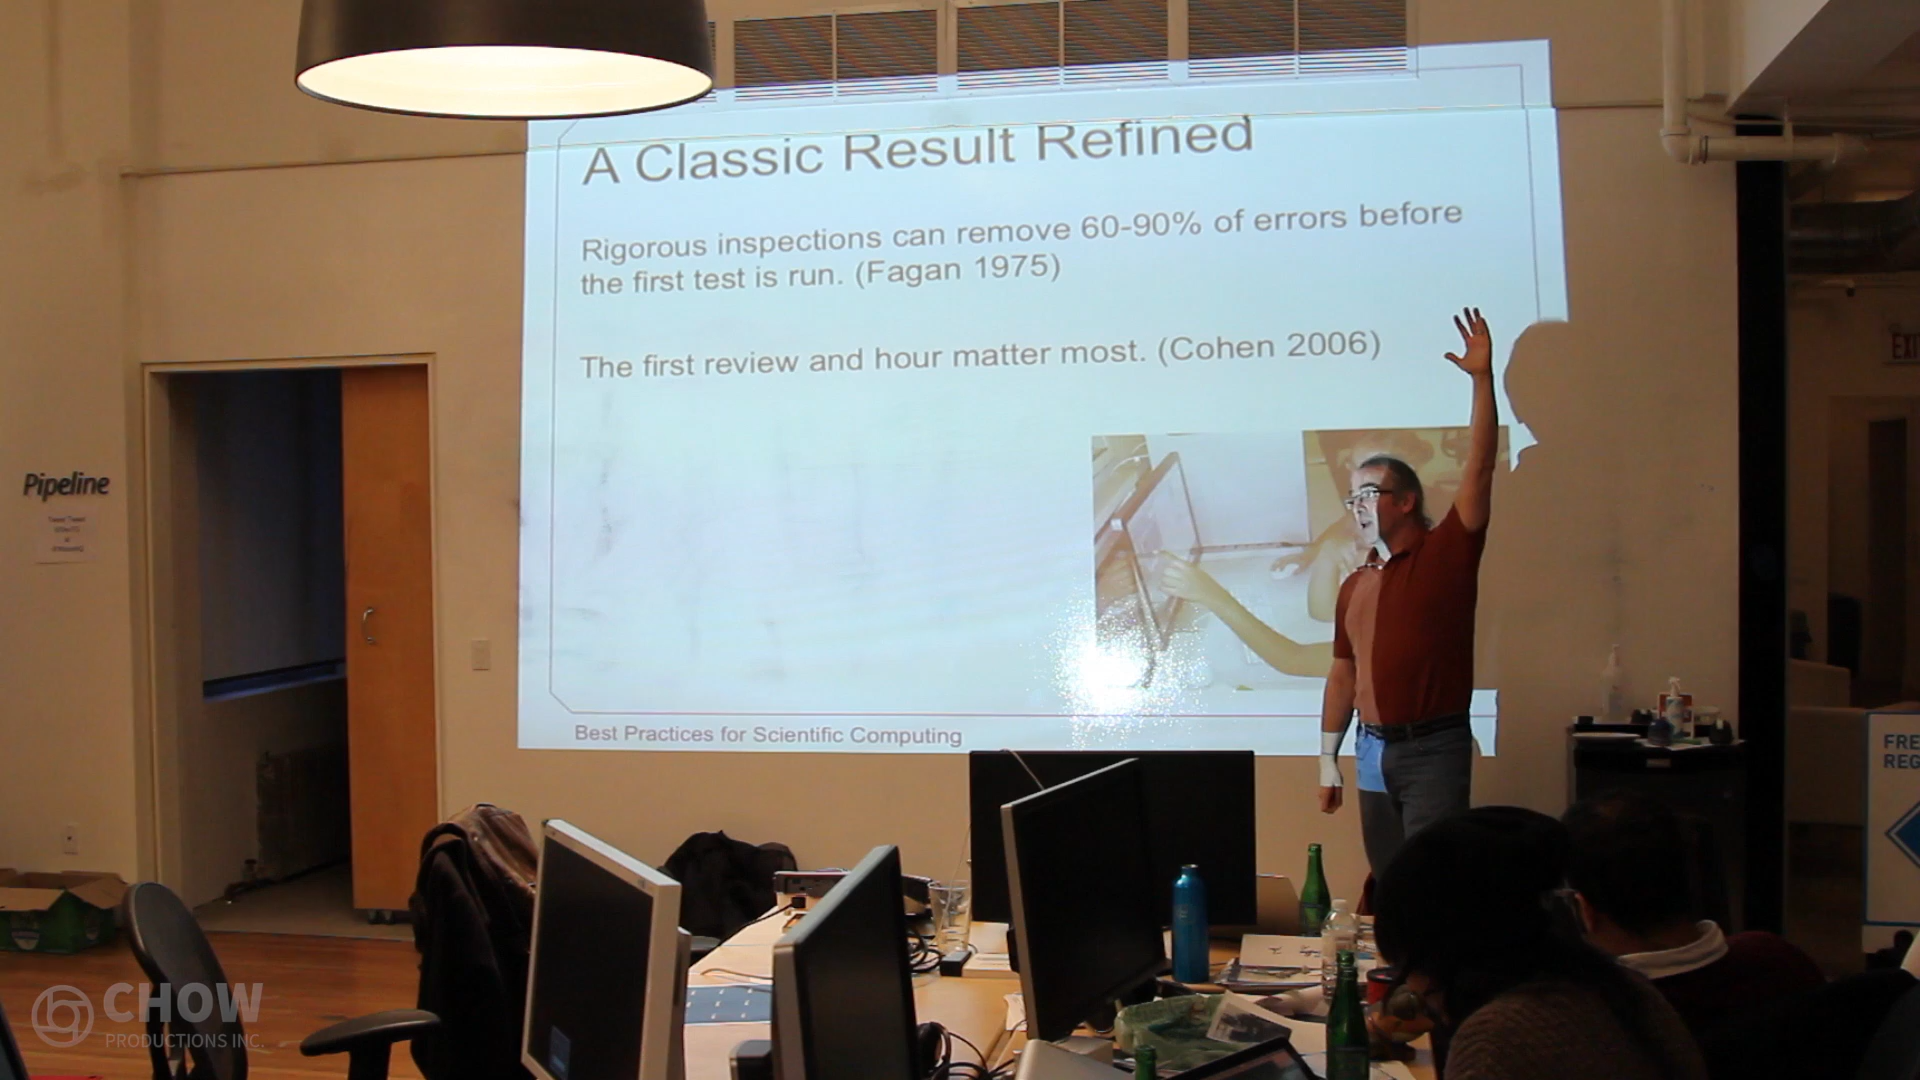 A Classic Result Refined
Rigorous inspections can remove 60-90% of errors before
the first test is run. (Fagan 1975)
The first review and hour matter most. (Cohen 2006)
Best Practices for Scientific Computing
Pipeline
EXI
FRE
REG
CHOW
PRODUCTIONS INC.